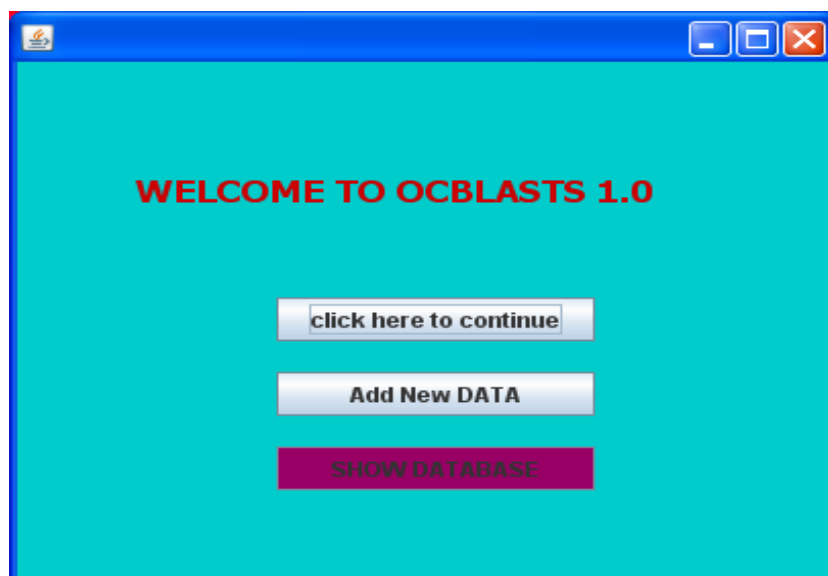 WELCOME TO OCBLASTS 1.0
click here to continue
Add New DATA
SHOW DATABASE